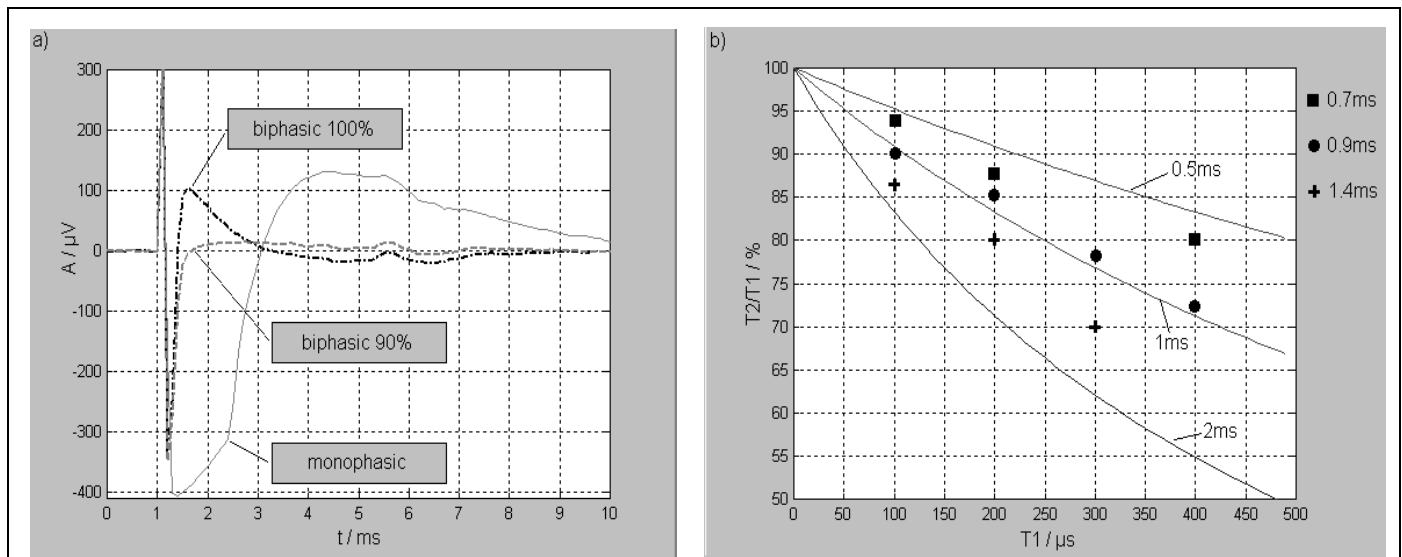 a)
300
200
100
0
-100
-200
-300
-400
A / µV
0 1 2 3 4 5 6 7 8 9 10
t / ms
biphasic 100%
biphasic 90%
monophasic
b)
100
95
90
85
80
75
70
65
60
55
50
T2/T1 / %
0 50 100 150 200 250 300 350 400 450 500
T1 / µs
0.5ms
1ms
2ms
0.7ms
0.9ms
1.4ms